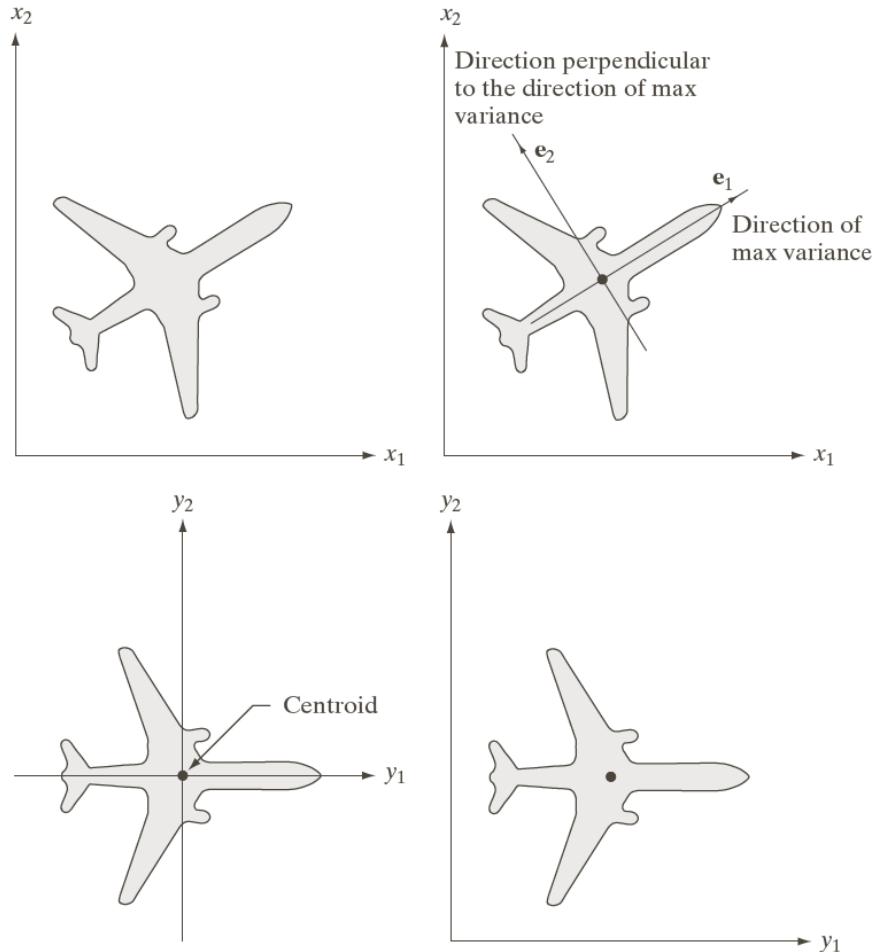 x2
x2
Direction perpendicular
to the direction of max
variance
e2
e1
Direction of
max variance
x1
x1
y2
y2
Centroid
y1
y1